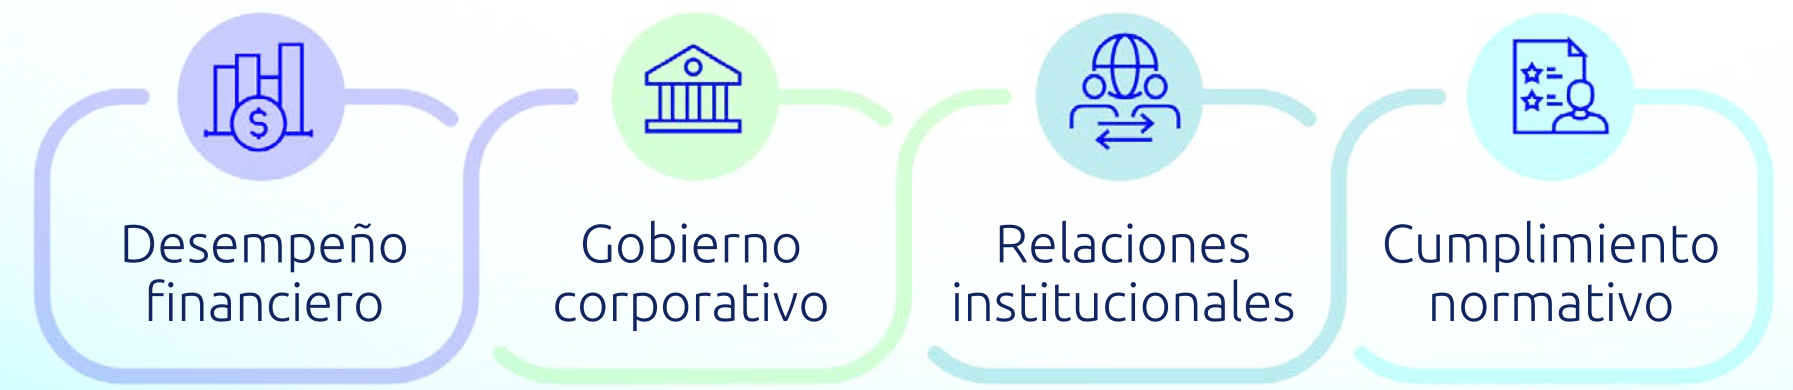 Desempeño
financiero
Gobierno
corporativo
Relaciones
institucionales
Cumplimiento
normativo